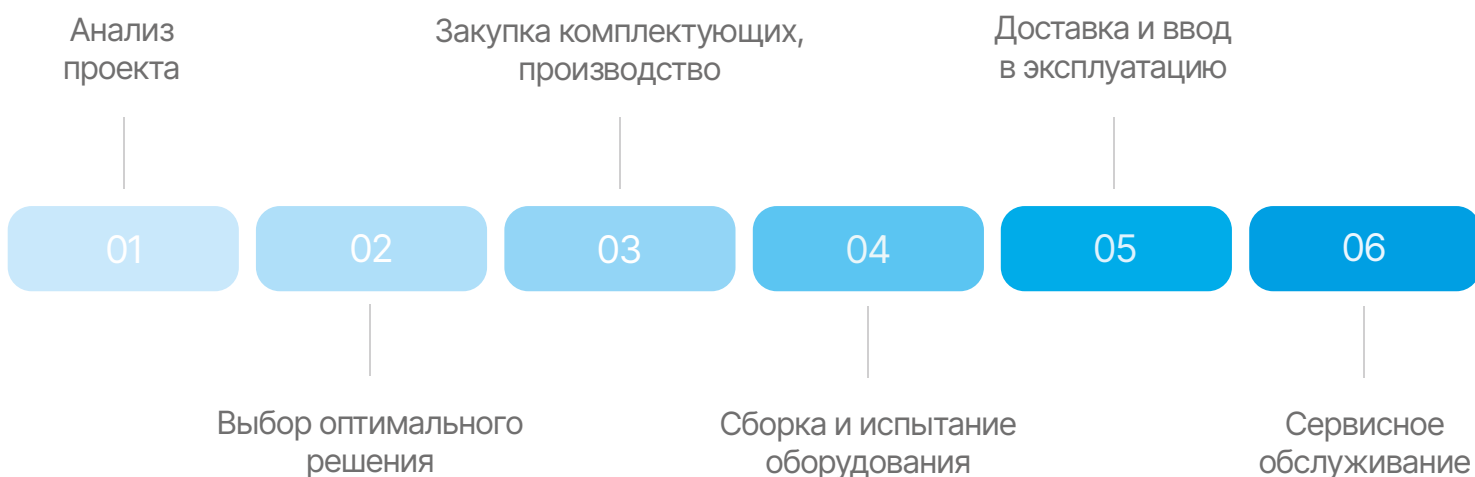 Анализ
проекта
Закупка комплектующих,
производство
Доставка и ввод
в эксплуатацию
01
02
03
04
05
06
Выбор оптимального
решения
Сборка и испытание
оборудования
Сервисное
обслуживание